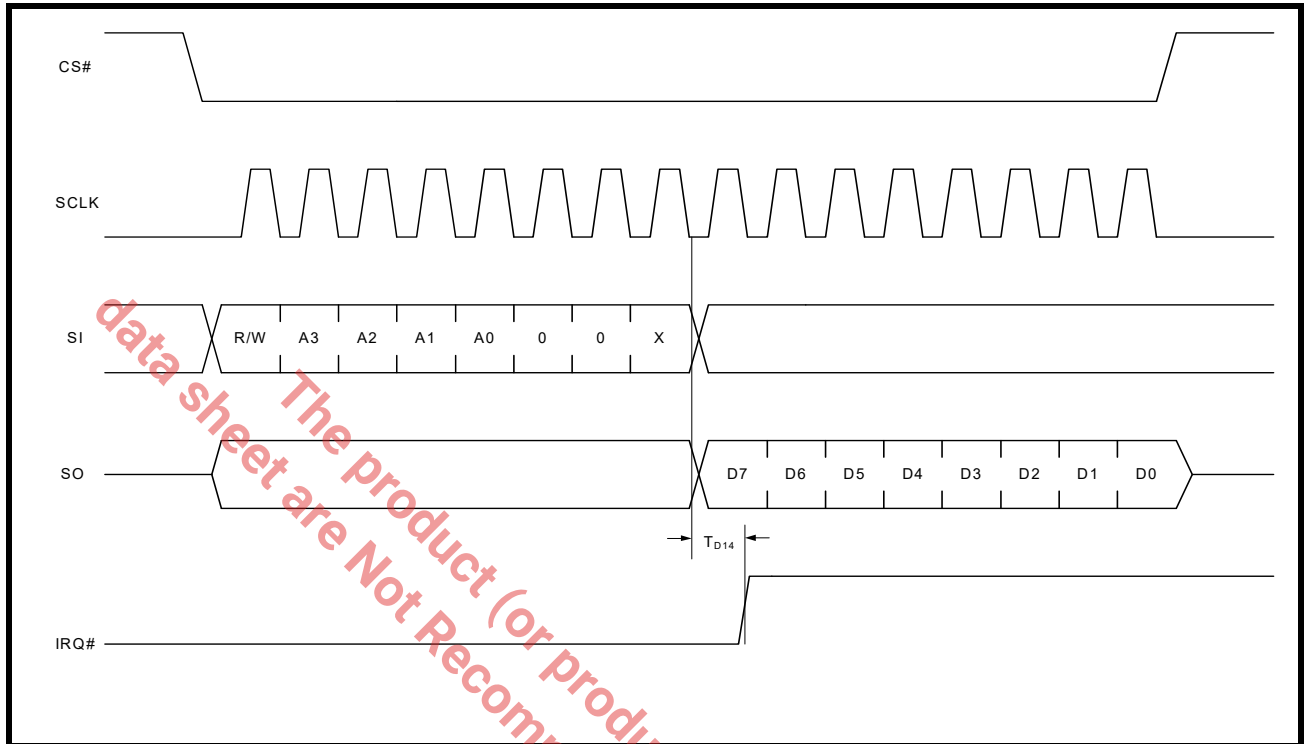 CS#
SCLK
SI
R/W A3 A2 A1 A0 0 0 X
SO
D7 D6 D5 D4 D3 D2 D1 D0
TD14
IRQ#
The product (or produ
data sheet are Not Recom